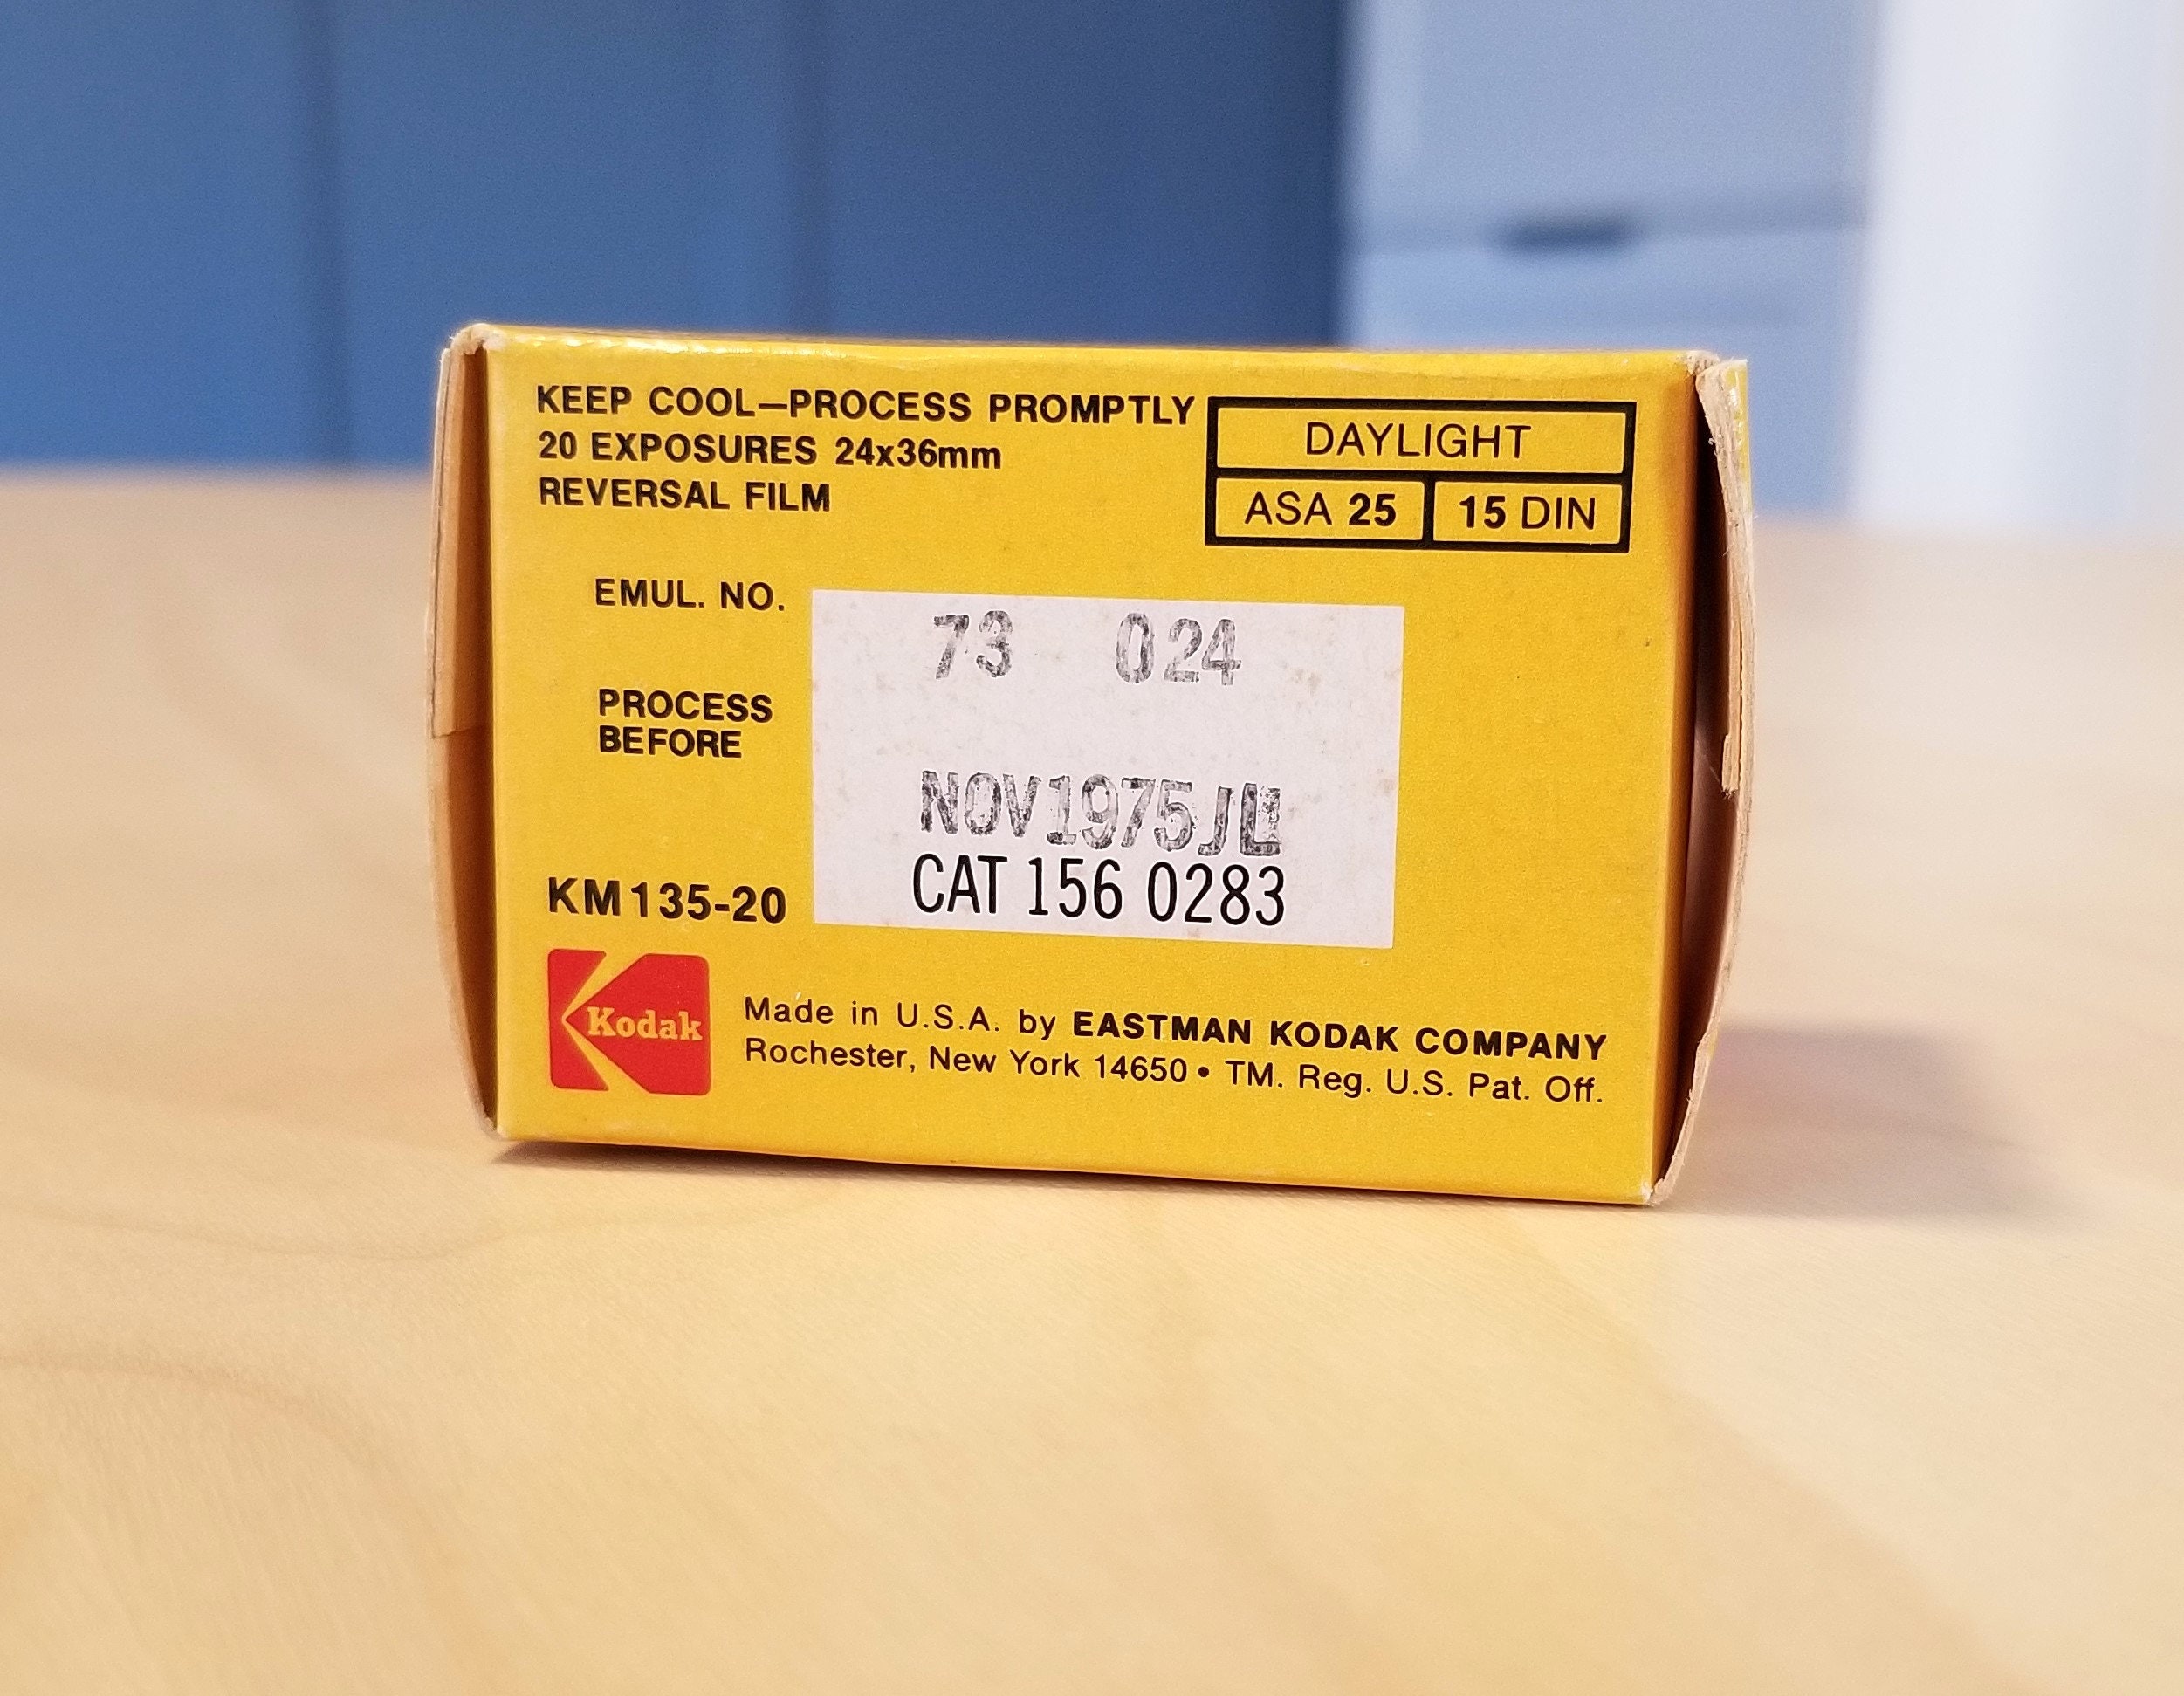 KEEP COOL—PROCESS PROMPTLY
20 EXPOSURES 24x36mm
REVERSAL FILM
DAYLIGHT
ASA 25
15 DIN
EMUL. NO.
73 024
PROCESS
BEFORE
NOV1975JL
CAT 156 0283
KM135-20
Kodak
Made in U.S.A. by EASTMAN KODAK COMPANY
Rochester, New York 14650 • TM. Reg. U.S. Pat. Off.